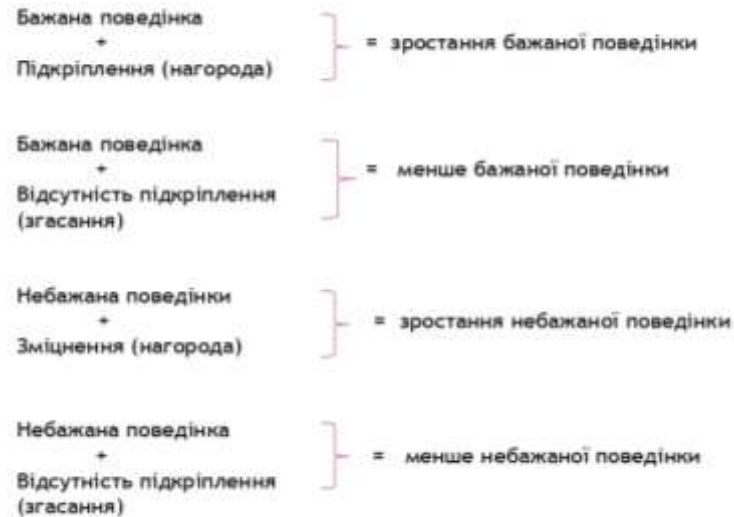 Бажана поведінка
+
Підкріплення (нагорода)
= зростання бажаної поведінки
Бажана поведінка
+
Відсутність підкріплення
(згасання)
= менше бажаної поведінки
Небажана поведінки
+
Зміцнення (нагорода)
= зростання небажаної поведінки
Небажана поведінка
+
Відсутність підкріплення
(згасання)
= менше небажаної поведінки